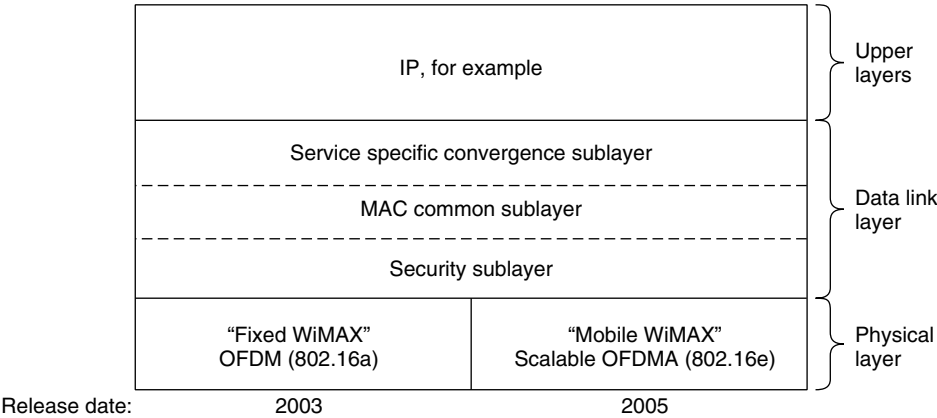 IP, for example
Upper
layers
Service specific convergence sublayer
MAC common sublayer
Security sublayer
Data link
layer
“Fixed WiMAX”
OFDM (802.16a)
“Mobile WiMAX”
Scalable OFDMA (802.16e)
Physical
layer
Release date:
2003
2005